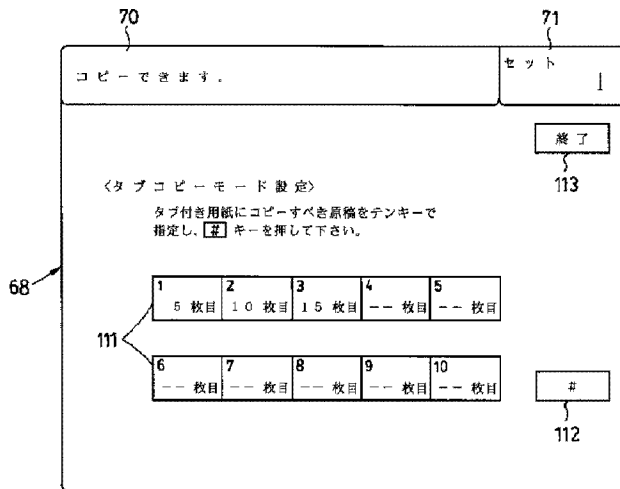 70
71
コピーできます.
セット
1
終了
113
〈タブコピーモード設定〉
タブ付き用紙にコピーすべき原稿をテンキーで
指定し、# キーを押して下さい。
68
1 2 3 4 5
5枚目 10枚目 15枚目 --枚目 --枚目
111
6 7 8 9 10
--枚目 --枚目 --枚目 --枚目 --枚目
#
112